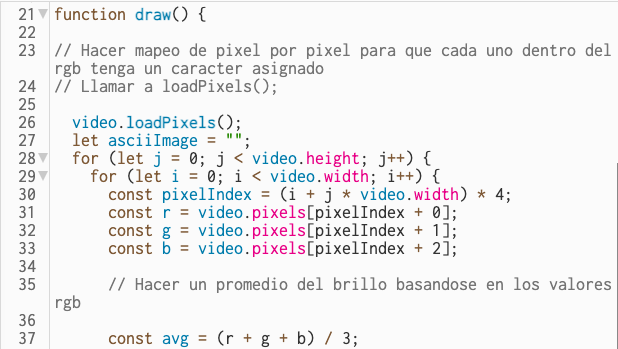 21 function draw() {
22
23 // Hacer mapeo de pixel por pixel para que cada uno dentro del
rgb tenga un caracter asignado
24 // Llamar a loadPixels();
25
26 video.loadPixels();
27 let asciiImage = "";
28 for (let j = 0; j < video.height; j++) {
29 for (let i = 0; i < video.width; i++) {
30 const pixelIndex = (i + j * video.width) * 4;
31 const r = video.pixels[pixelIndex + 0];
32 const g = video.pixels[pixelIndex + 1];
33 const b = video.pixels[pixelIndex + 2];
34
35 // Hacer un promedio del brillo basandose en los valores
rgb
36
37 const avg = (r + g + b) / 3;